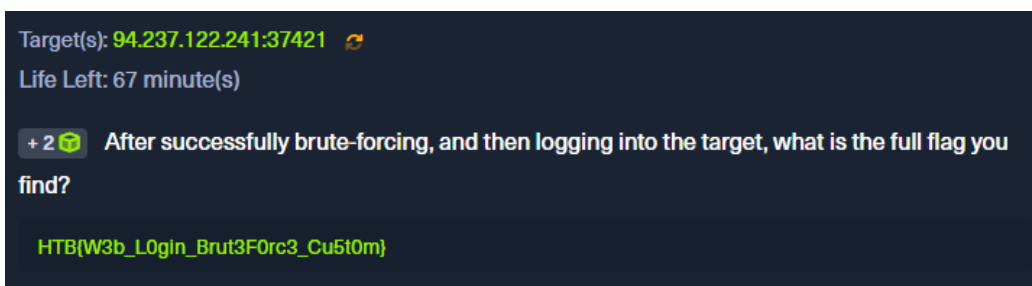 Target(s): 94.237.122.241:37421
Life Left: 67 minute(s)
+ 2 After successfully brute-forcing, and then logging into the target, what is the full flag you
find?
HTB{W3b_L0gin_Brut3F0rc3_Cu5t0m}